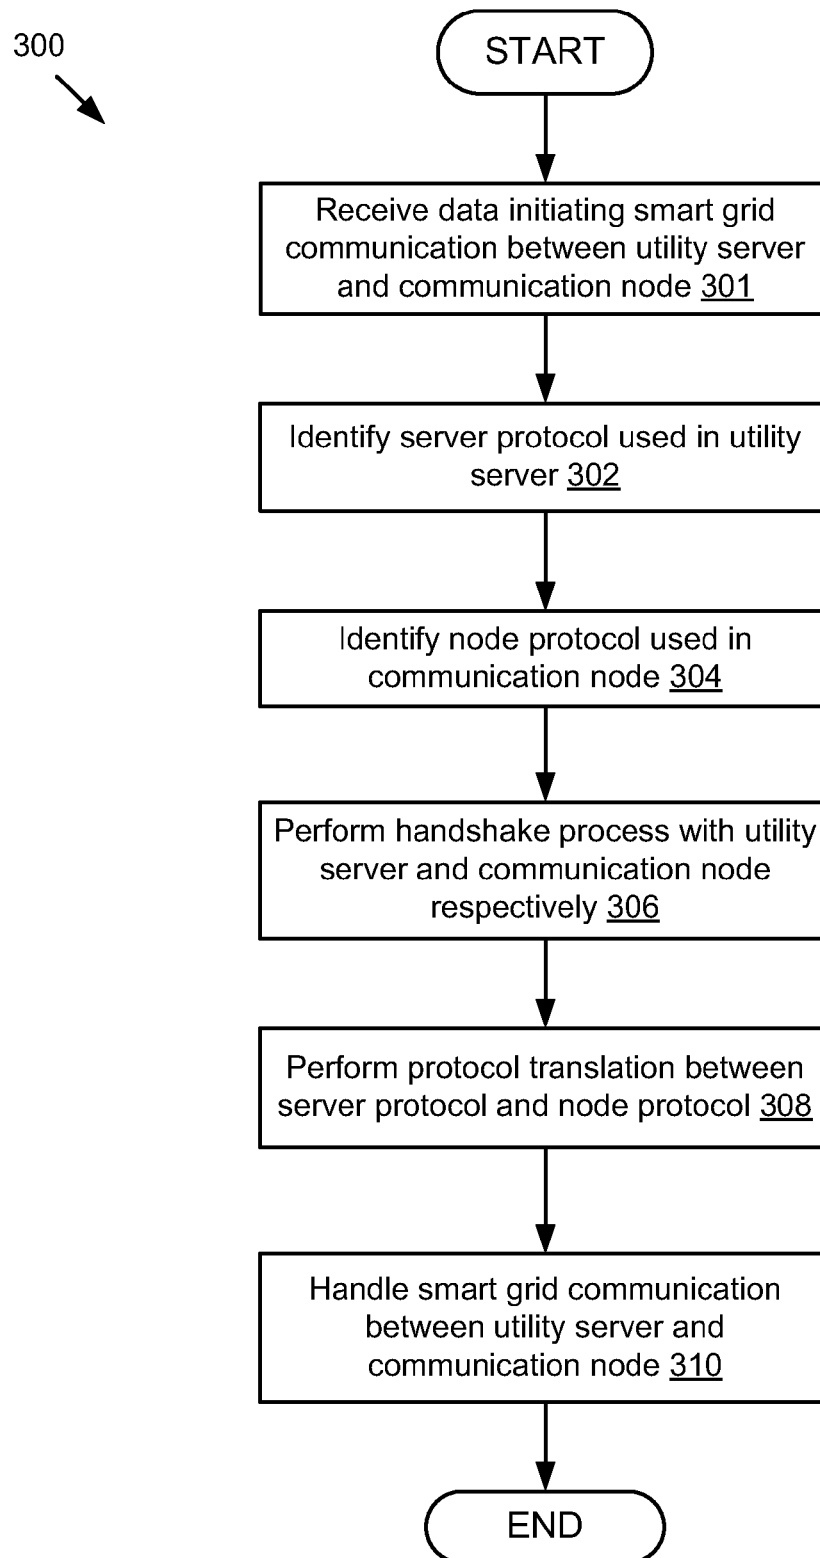 300
START
Receive data initiating smart grid
communication between utility server
and communication node 301
Identify server protocol used in utility
server 302
Identify node protocol used in
communication node 304
Perform handshake process with utility
server and communication node
respectively 306
Perform protocol translation between
server protocol and node protocol 308
Handle smart grid communication
between utility server and
communication node 310
END